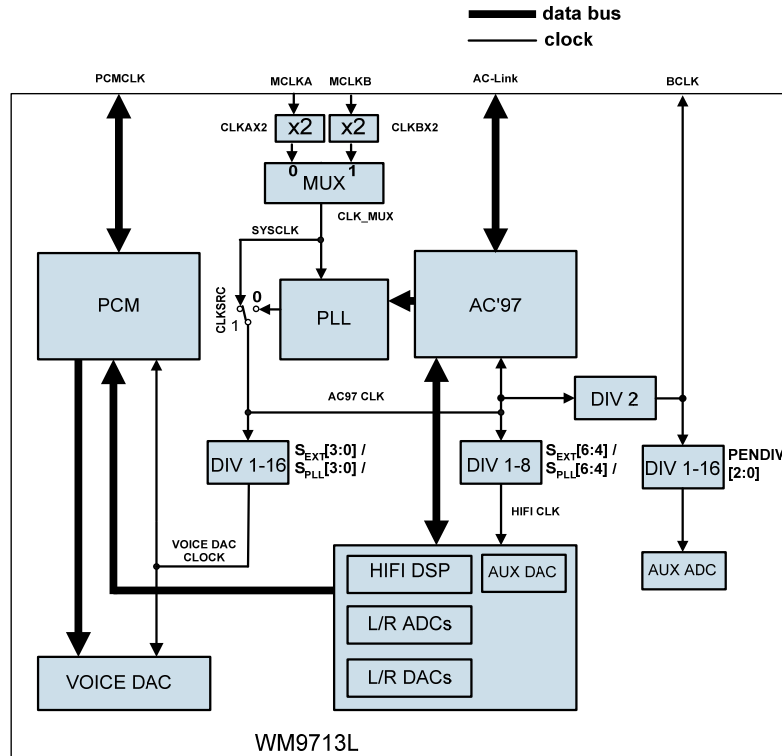 data bus
clock
PCMCLK
MCLKA
MCLKB
AC-Link
BCLK
CLKAX2
x2
x2
CLKBX2
0
1
MUX
CLK_MUX
SYSCLK
PCM
CLKSRC
0
1
PLL
AC'97
AC97 CLK
DIV 2
DIV 1-16
SEXT[3:0] /
SPLL[3:0] /
DIV 1-8
SEXT[6:4] /
SPLL[6:4] /
DIV 1-16
PENDIV
[2:0]
HIFI CLK
VOICE DAC
CLOCK
HIFI DSP
AUX DAC
AUX ADC
L/R ADCs
L/R DACs
VOICE DAC
WM9713L